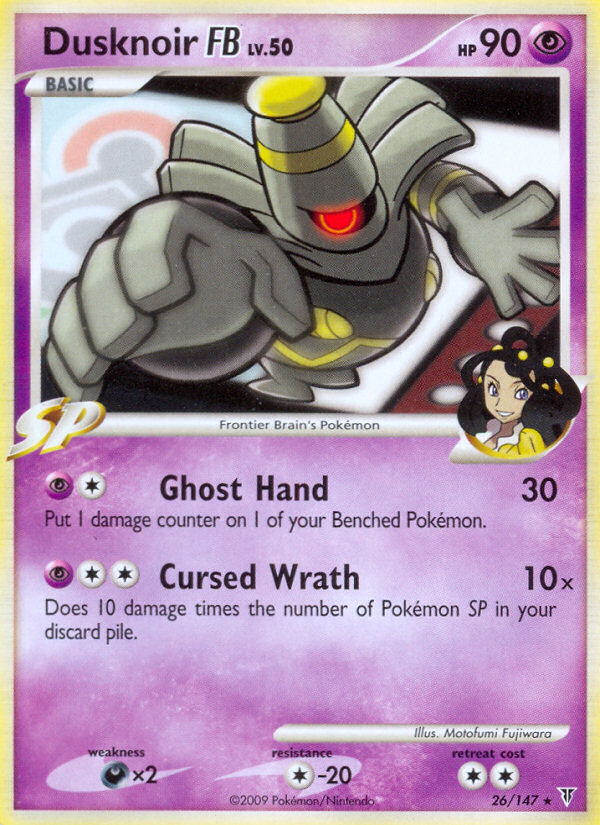 Dusknoir FB LV.50
HP 90
BASIC
SP
Frontier Brain's Pokémon
Ghost Hand 30
Put 1 damage counter on 1 of your Benched Pokémon.
Cursed Wrath 10×
Does 10 damage times the number of Pokémon SP in your
discard pile.
Illus. Motofumi Fujiwara
weakness resistance retreat cost
×2 -20
©2009 Pokémon/Nintendo 26/147 ★